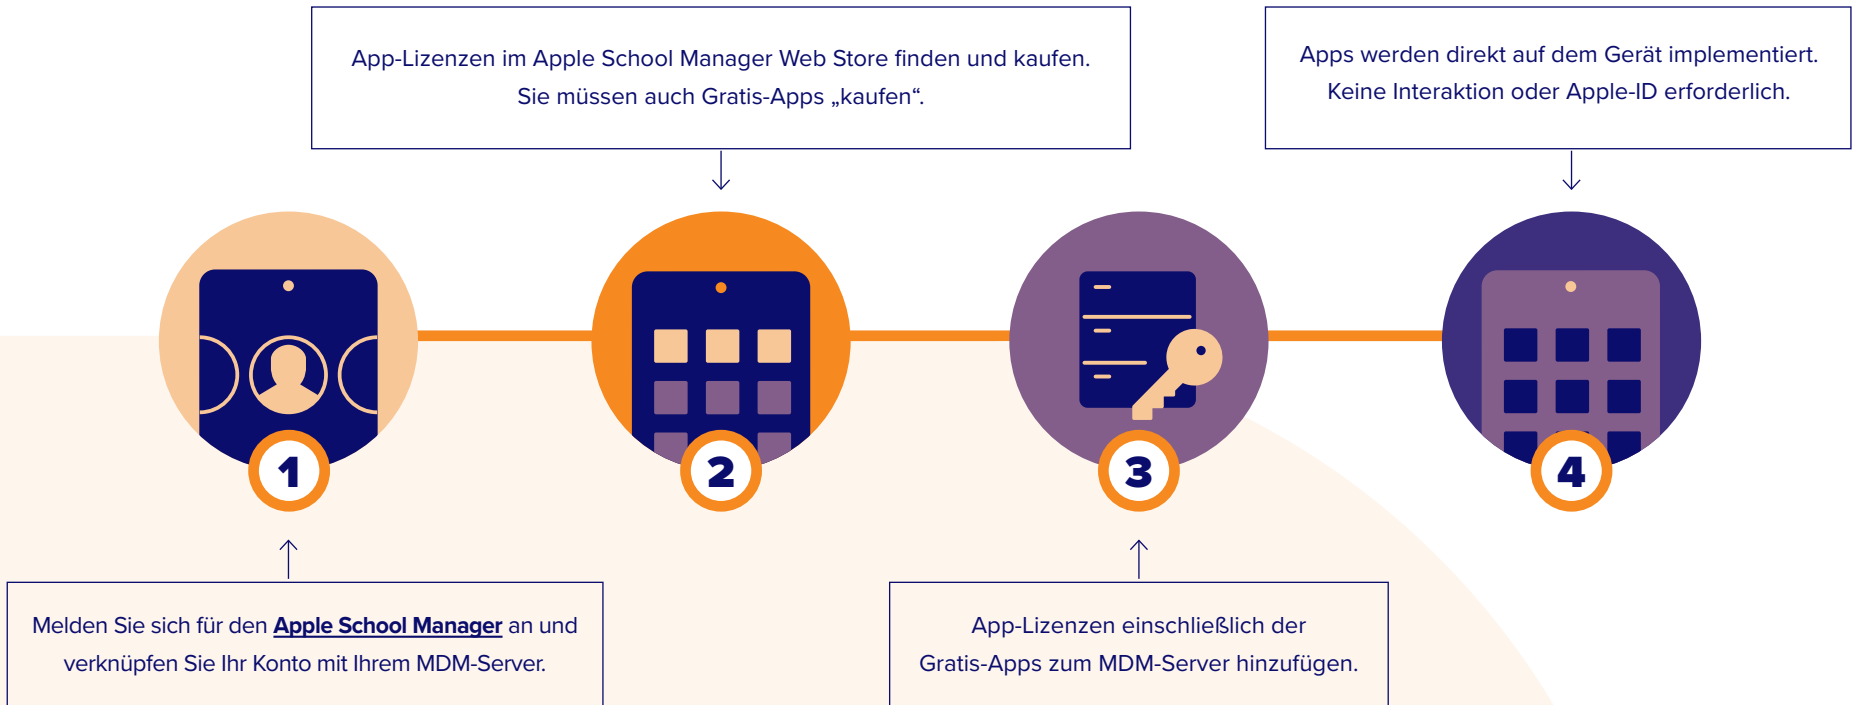 App-Lizenzen im Apple School Manager Web Store finden und kaufen.
Sie müssen auch Gratis-Apps „kaufen“.
Apps werden direkt auf dem Gerät implementiert.
Keine Interaktion oder Apple-ID erforderlich.
1
2
3
4
Melden Sie sich für den Apple School Manager an und
verknüpfen Sie Ihr Konto mit Ihrem MDM-Server.
App-Lizenzen einschließlich der
Gratis-Apps zum MDM-Server hinzufügen.